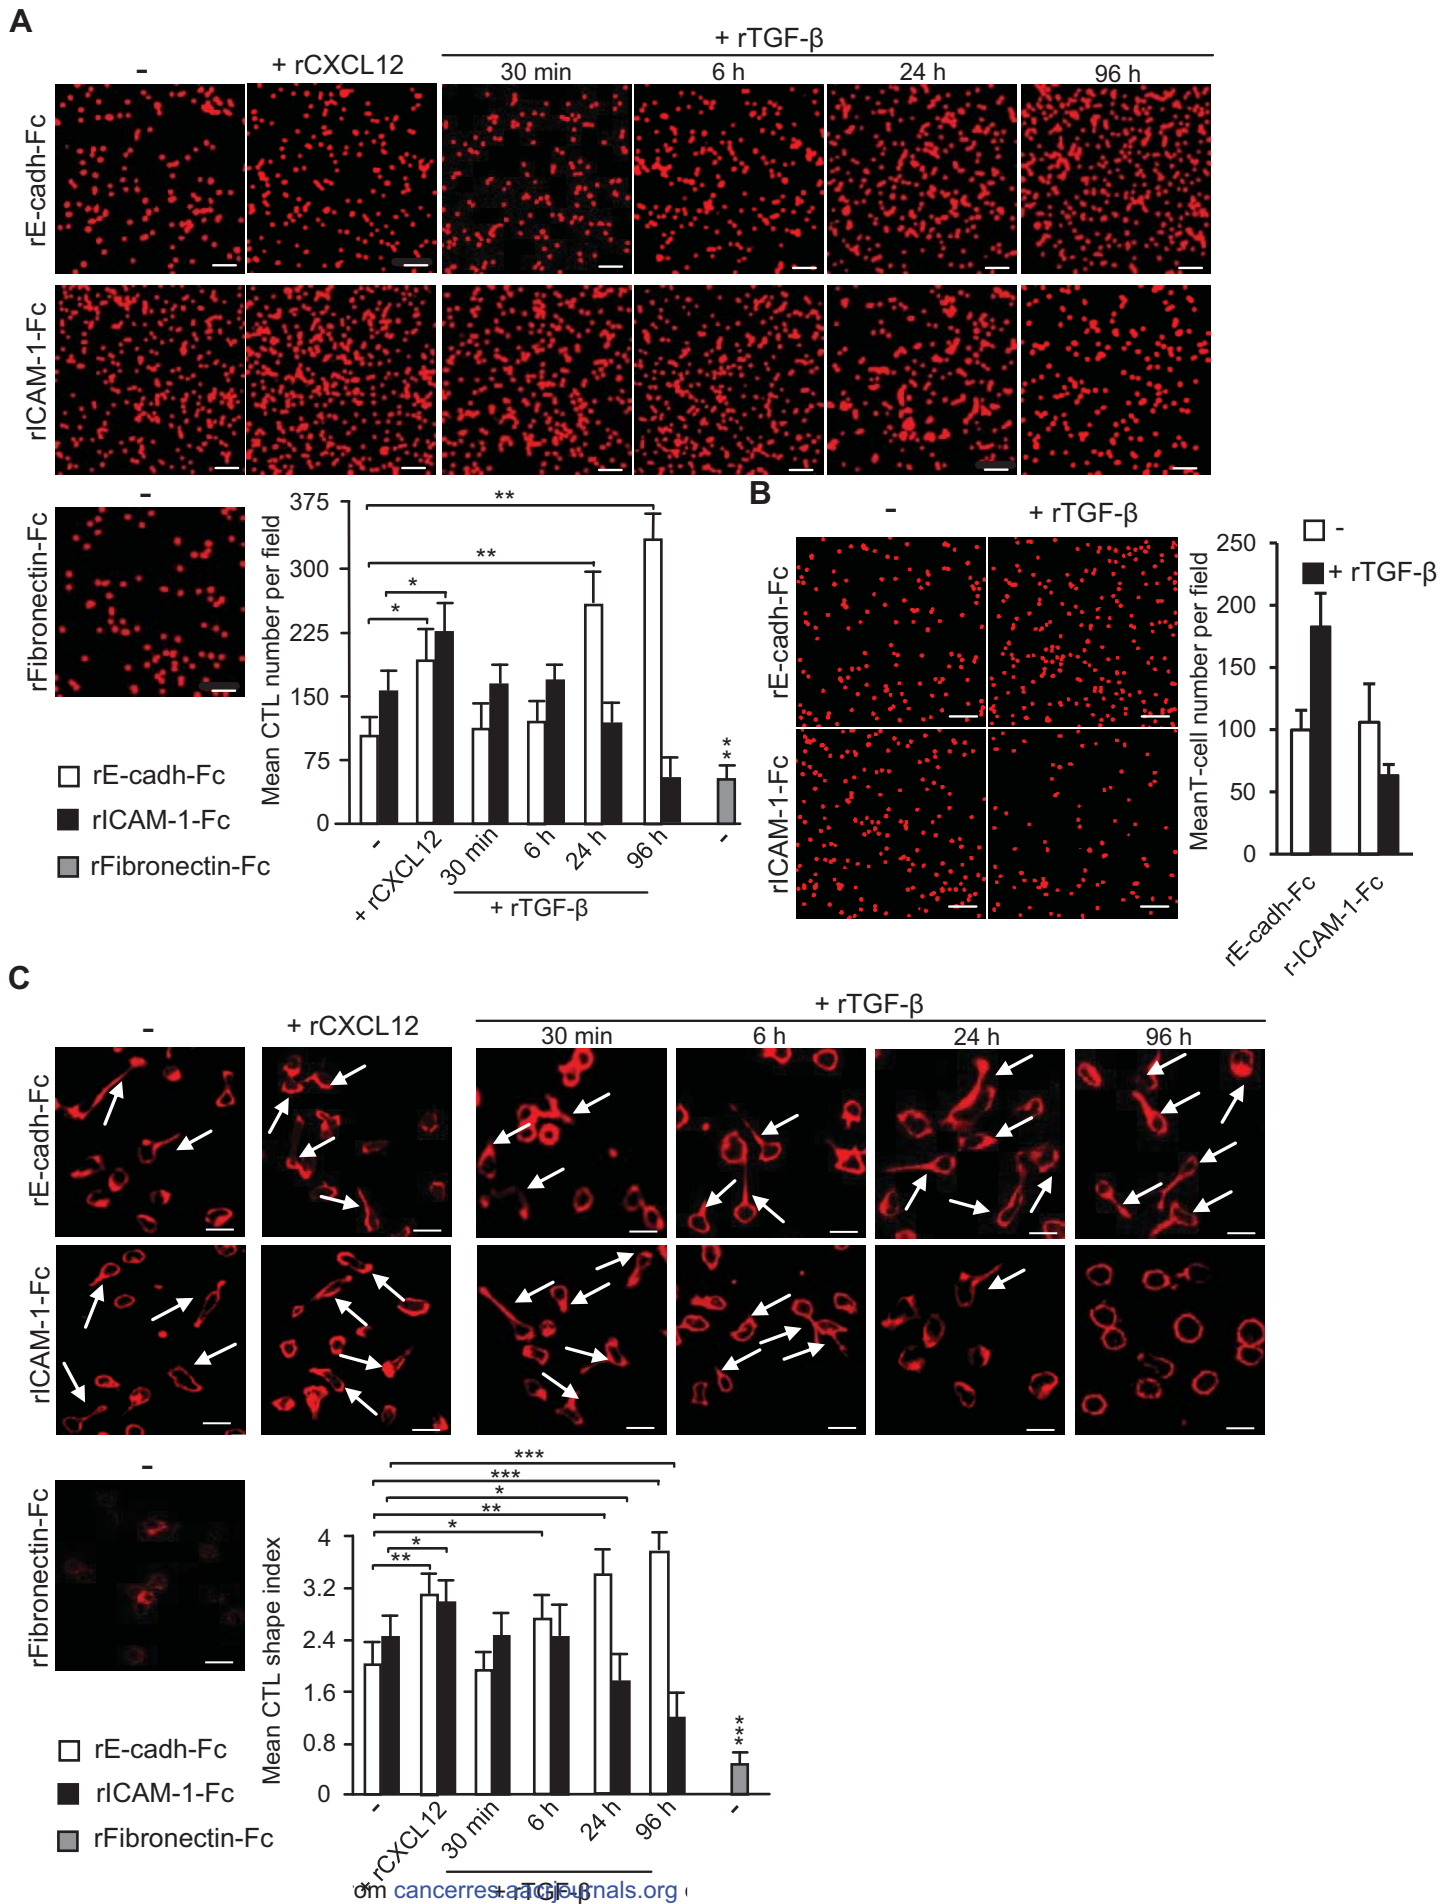 A
+ rTGF-β
-
+ rCXCL12
30 min
6 h
24 h
96 h
rE-cadh-Fc
rICAM-1-Fc
-
rFibronectin-Fc
Mean CTL number per field
375
300
225
150
75
0
**
**
*
*
**
-
+ rCXCL12
30 min
6 h
24 h
96 h
-
+ rTGF-β
rE-cadh-Fc
rICAM-1-Fc
rFibronectin-Fc
B
-
+ rTGF-β
rE-cadh-Fc
rICAM-1-Fc
-
+ rTGF-β
MeanT-cell number per field
250
200
150
100
50
0
rE-cadh-Fc
r-ICAM-1-Fc
C
+ rTGF-β
-
+ rCXCL12
30 min
6 h
24 h
96 h
rE-cadh-Fc
rICAM-1-Fc
-
rFibronectin-Fc
Mean CTL shape index
4
3.2
2.4
1.6
0.8
0
***
***
*
**
*
*
**
***
-
+ rCXCL12
30 min
6 h
24 h
96 h
-
+ rTGF-β
rE-cadh-Fc
rICAM-1-Fc
rFibronectin-Fc
om cancerres.aacrjournals.org